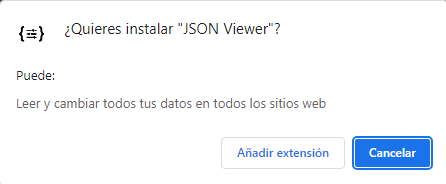 ¿Quieres instalar "JSON Viewer"?
Puede:
Leer y cambiar todos tus datos en todos los sitios web
Añadir extensión
Cancelar